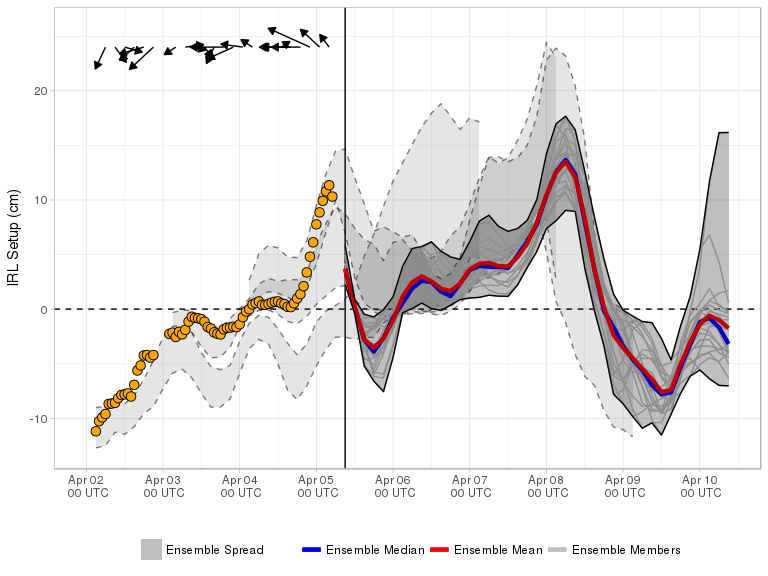 20
10
0
-10
IRL Setup (cm)
Apr 02 Apr 03 Apr 04 Apr 05 Apr 06 Apr 07 Apr 08 Apr 09 Apr 10
00 UTC 00 UTC 00 UTC 00 UTC 00 UTC 00 UTC 00 UTC 00 UTC 00 UTC
Ensemble Spread Ensemble Median Ensemble Mean Ensemble Members